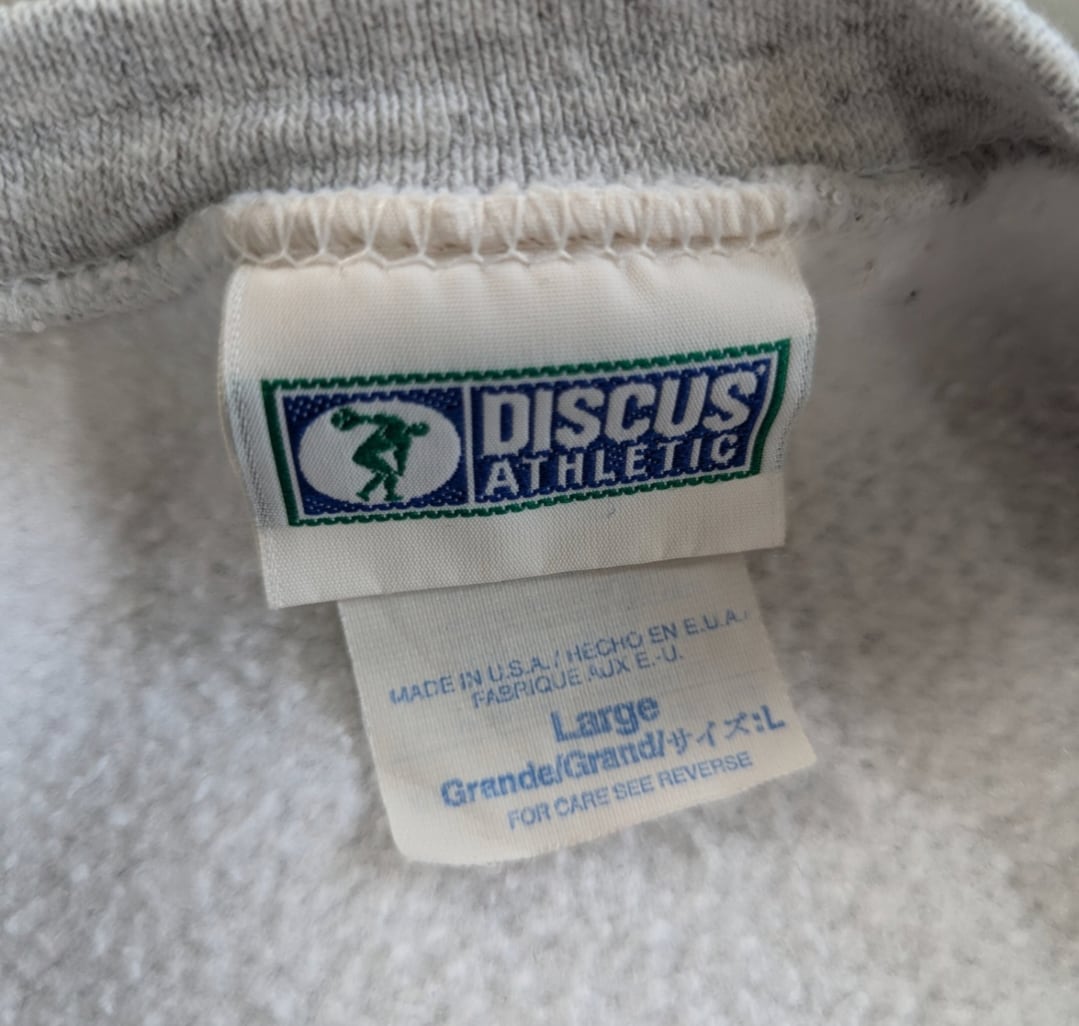 DISCUS
ATHLETIC
MADE IN U.S.A. / HECHO EN E.U.A.
FABRIQUE AUX E.-U.
Large
Grande/Grand/サイズ:L
FOR CARE SEE REVERSE